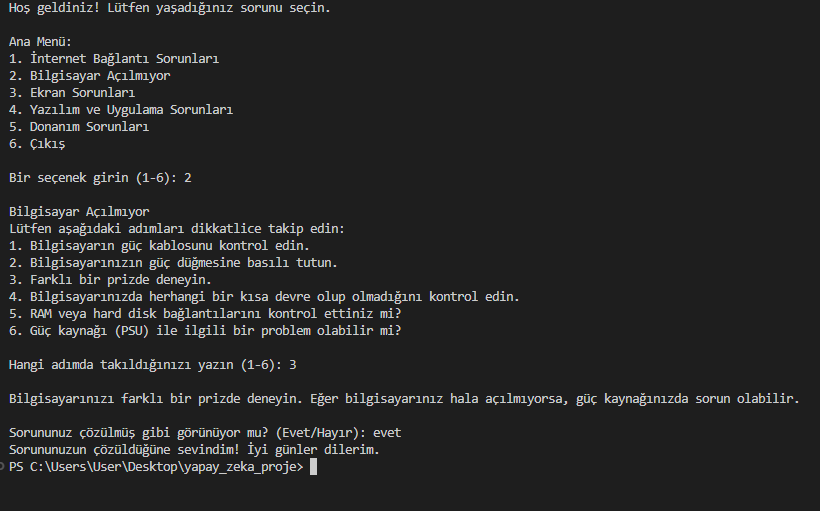 Hoş geldiniz! Lütfen yaşadığınız sorunu seçin.
Ana Menü:
1. İnternet Bağlantı Sorunları
2. Bilgisayar Açılmıyor
3. Ekran Sorunları
4. Yazılım ve Uygulama Sorunları
5. Donanım Sorunları
6. Çıkış
Bir seçenek girin (1-6): 2
Bilgisayar Açılmıyor
Lütfen aşağıdaki adımları dikkatlice takip edin:
1. Bilgisayarın güç kablosunu kontrol edin.
2. Bilgisayarınızın güç düğmesine basılı tutun.
3. Farklı bir prizde deneyin.
4. Bilgisayarınızda herhangi bir kısa devre olup olmadığını kontrol edin.
5. RAM veya hard disk bağlantılarını kontrol ettiniz mi?
6. Güç kaynağı (PSU) ile ilgili bir problem olabilir mi?
Hangi adımda takıldığınızı yazın (1-6): 3
Bilgisayarınızı farklı bir prizde deneyin. Eğer bilgisayarınız hala açılmıyorsa, güç kaynağınızda sorun olabilir.
Sorununuz çözülmüş gibi görünüyor mu? (Evet/Hayır): evet
Sorununuzun çözüldüğüne sevindim! İyi günler dilerim.
PS C:\Users\User\Desktop\yapay_zeka_proje>